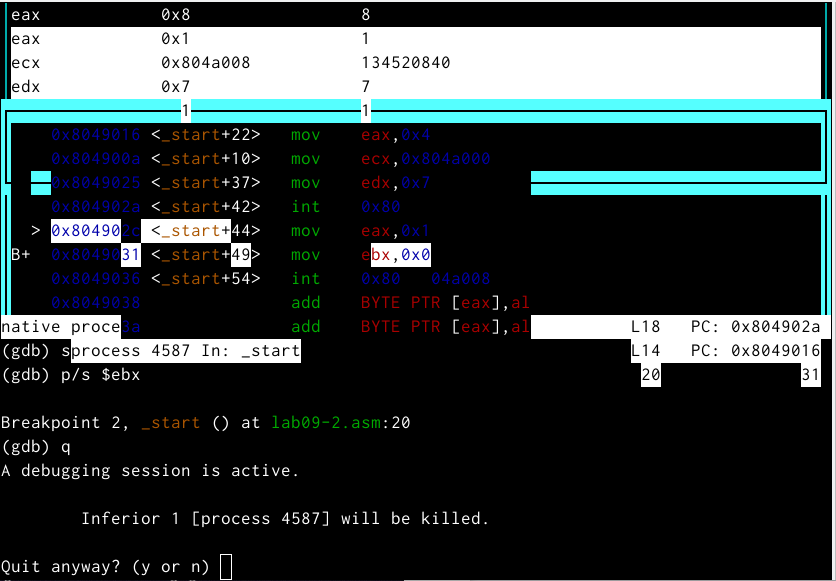 eax 0x8 8
eax 0x1 1
ecx 0x804a008 134520840
edx 0x7 7
1 1
0x8049016 <_start+22> mov eax,0x4
0x804900a <_start+10> mov ecx,0x804a000
0x8049025 <_start+37> mov edx,0x7
0x804902a <_start+42> int 0x80
> 0x804902c <_start+44> mov eax,0x1
B+ 0x8049031 <_start+49> mov ebx,0x0
0x8049036 <_start+54> int 0x80 04a008
0x8049038 add BYTE PTR [eax],al
native proce3a add BYTE PTR [eax],al L18 PC: 0x804902a
(gdb) sprocess 4587 In: _start L14 PC: 0x8049016
(gdb) p/s $ebx 20 31
Breakpoint 2, _start () at lab09-2.asm:20
(gdb) q
A debugging session is active.
Inferior 1 [process 4587] will be killed.
Quit anyway? (y or n)